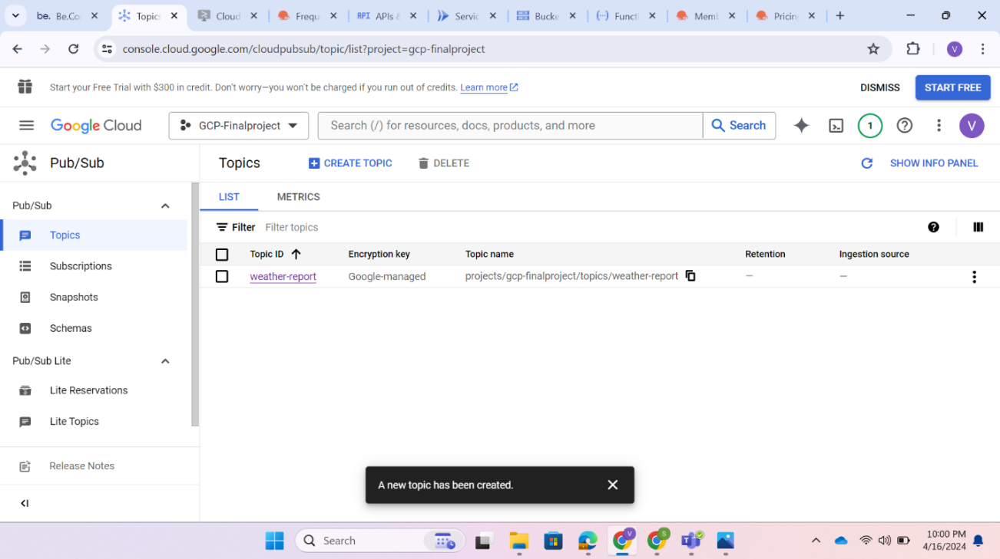 be. Be.Co
Topics
Cloud
Frequ
API APIs &
Servic
Bucke
Functi
Memb
Pricin
console.cloud.google.com/cloudpubsub/topic/list?project=gcp-finalproject
V
Start your Free Trial with $300 in credit. Don't worry—you won't be charged if you run out of credits. Learn more
DISMISS
START FREE
Google Cloud
GCP-Finalproject
Search (/) for resources, docs, products, and more
Search
1
V
Pub/Sub
Topics
CREATE TOPIC
DELETE
SHOW INFO PANEL
Pub/Sub
Topics
Subscriptions
Snapshots
Schemas
Pub/Sub Lite
Lite Reservations
Lite Topics
Release Notes
LIST
METRICS
Filter Filter topics
Topic ID Encryption key Topic name Retention Ingestion source
weather-report Google-managed projects/gcp-finalproject/topics/weather-report — —
A new topic has been created.
Search
V
S
T
10:00 PM
4/16/2024